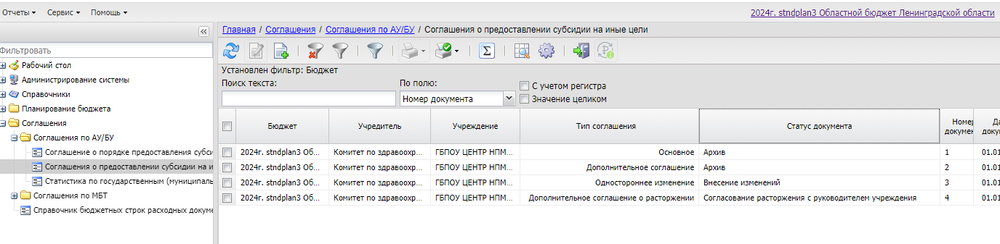 Отчеты Сервис Помощь 2024г. stndplan3 Областной бюджет Ленинградской области
Главная / Соглашения / Соглашения по АУ/БУ / Соглашения о предоставлении субсидии на иные цели
Фильтровать
Рабочий стол
Администрирование системы
Справочники
Планирование бюджета
Соглашения
Соглашения по АУ/БУ
Соглашение о порядке предоставления субси
Соглашения о предоставлении субсидии на и
Статистика по государственным (муниципаль
Соглашения по МБТ
Справочник бюджетных строк расходных докуме
Установлен фильтр: Бюджет
Поиск текста: По полю: С учетом регистра
Номер документа Значение целиком
Бюджет Учредитель Учреждение Тип соглашения Статус документа Номер докумен Да докум
2024г. stndplan3 Об... Комитет по здравоохр... ГБПОУ ЦЕНТР НПМ... Основное Архив 1 01.01
2024г. stndplan3 Об... Комитет по здравоохр... ГБПОУ ЦЕНТР НПМ... Дополнительное соглашение Архив 2 01.01
2024г. stndplan3 Об... Комитет по здравоохр... ГБПОУ ЦЕНТР НПМ... Одностороннее изменение Внесение изменений 3 01.01
2024г. stndplan3 Об... Комитет по здравоохр... ГБПОУ ЦЕНТР НПМ... Дополнительное соглашение о расторжении Согласование расторжения с руководителем учреждения 4 01.01